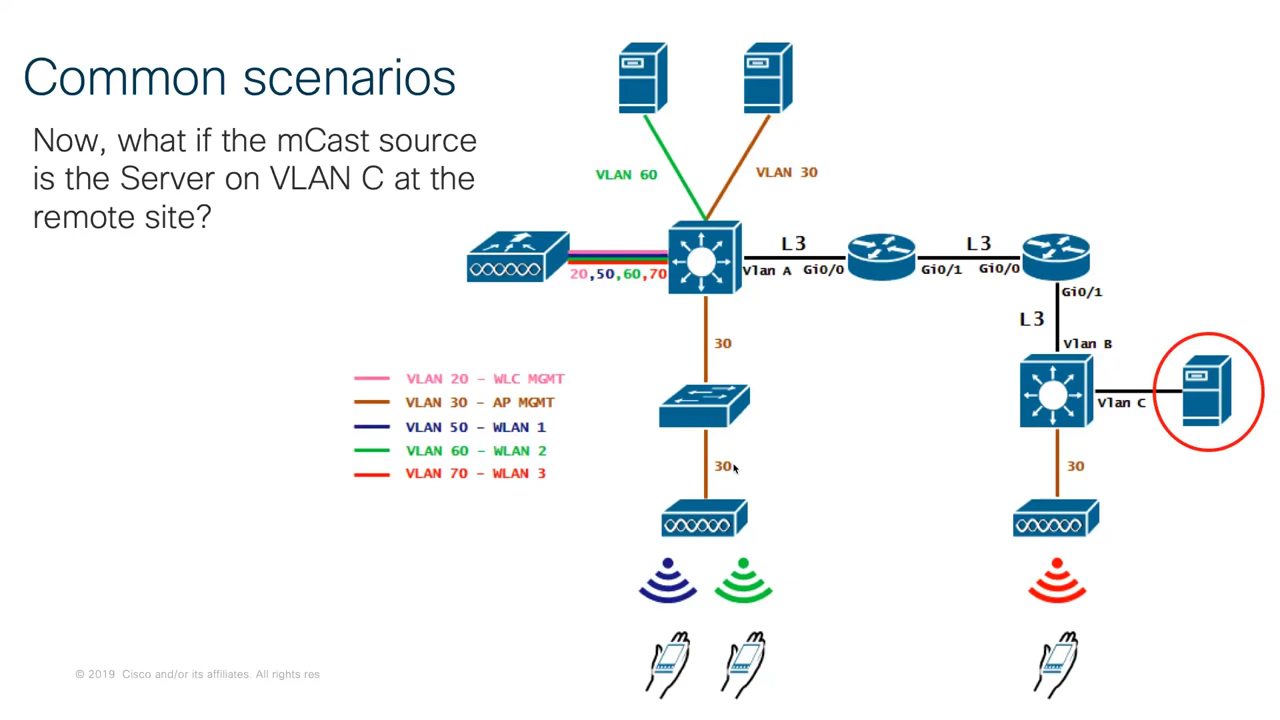 Common scenarios
Now, what if the mCast source
is the Server on VLAN C at the
remote site?
VLAN 60
VLAN 30
20,50,60,70
L3
Vlan A
Gi0/0
L3
Gi0/1
Gi0/0
Gi0/1
L3
Vlan B
Vlan C
30
30
30
VLAN 20 - WLC MGMT
VLAN 30 - AP MGMT
VLAN 50 - WLAN 1
VLAN 60 - WLAN 2
VLAN 70 - WLAN 3
© 2019 Cisco and/or its affiliates. All rights res